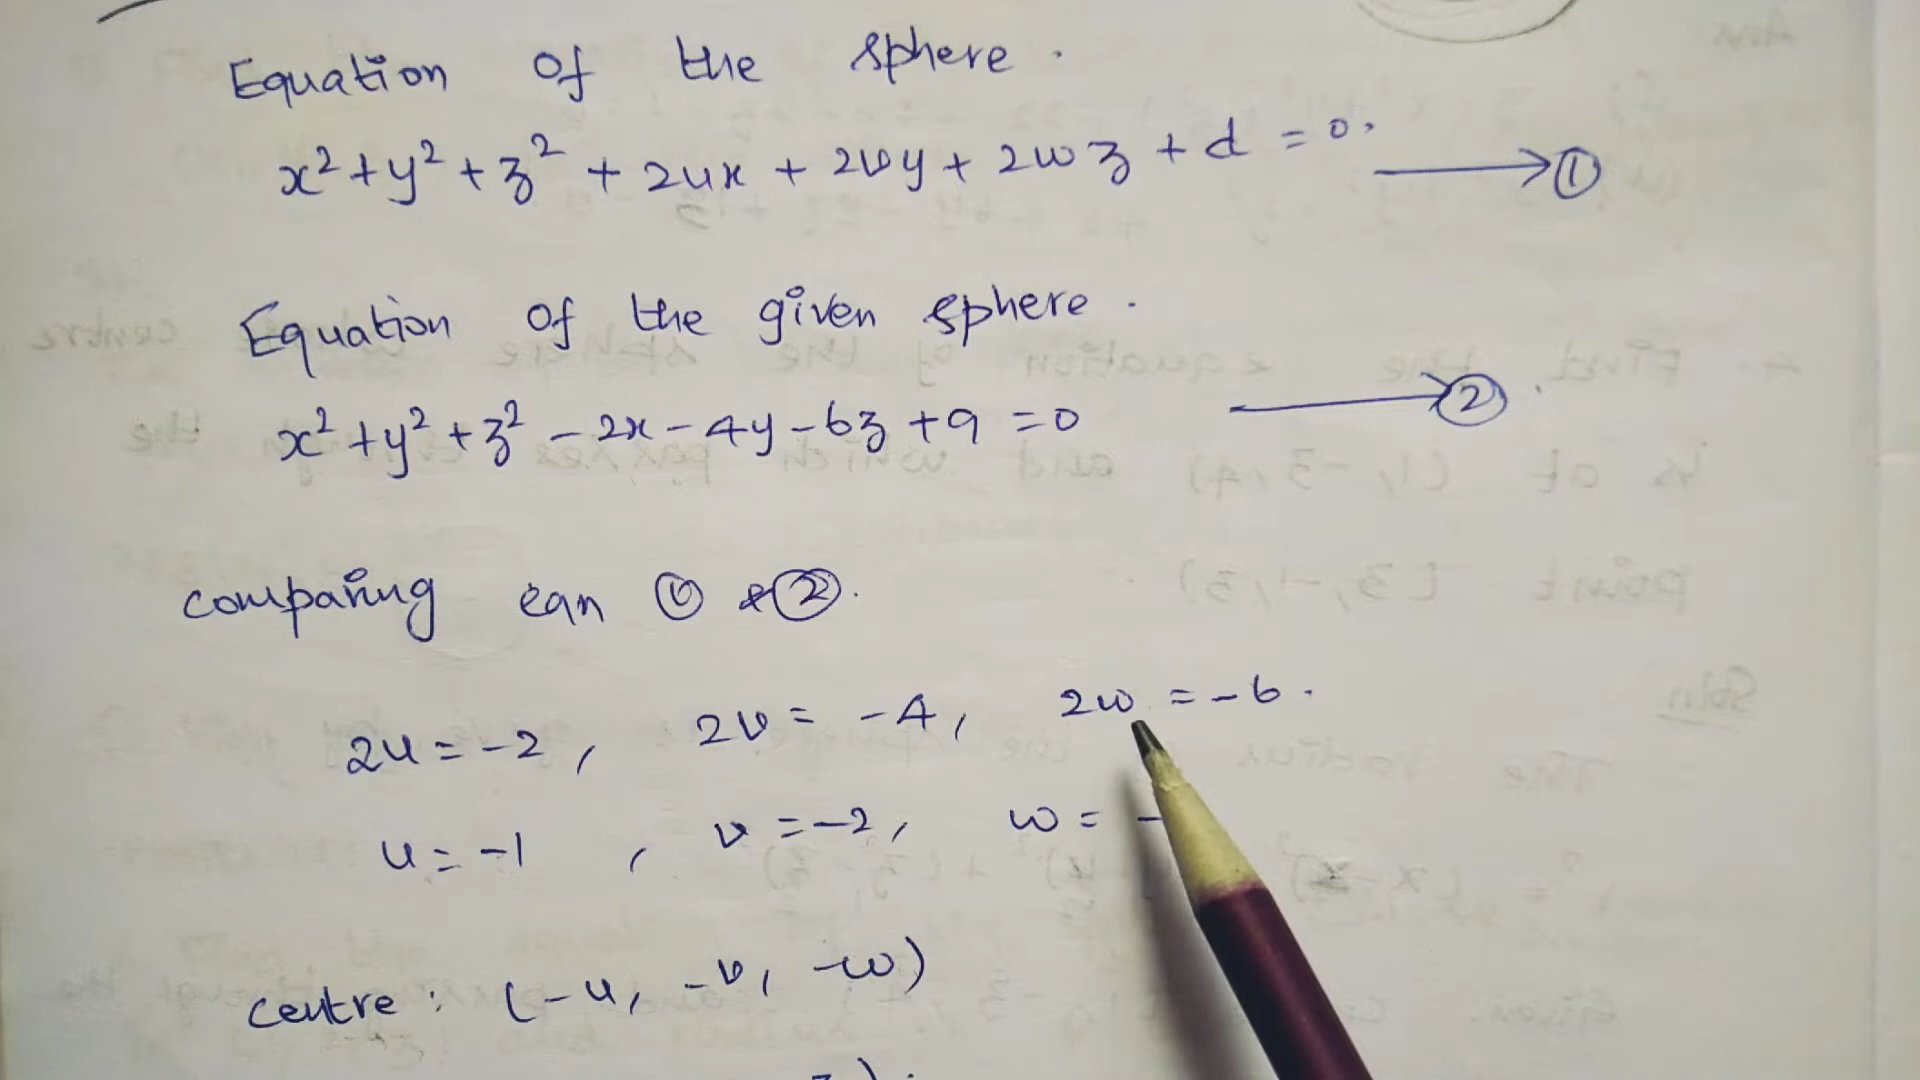 Equation of the sphere.
x² + y² + z² + 2ux + 2vy + 2wz + d = 0. → ①
Equation of the given sphere.
x² + y² + z² - 2x - 4y - 6z + 9 = 0 → ②
comparing eqn ① & ②.
2u = -2, 2v = -4, 2w = -6.
u = -1, v = -2, w = -
centre: (-u, -v, -w)